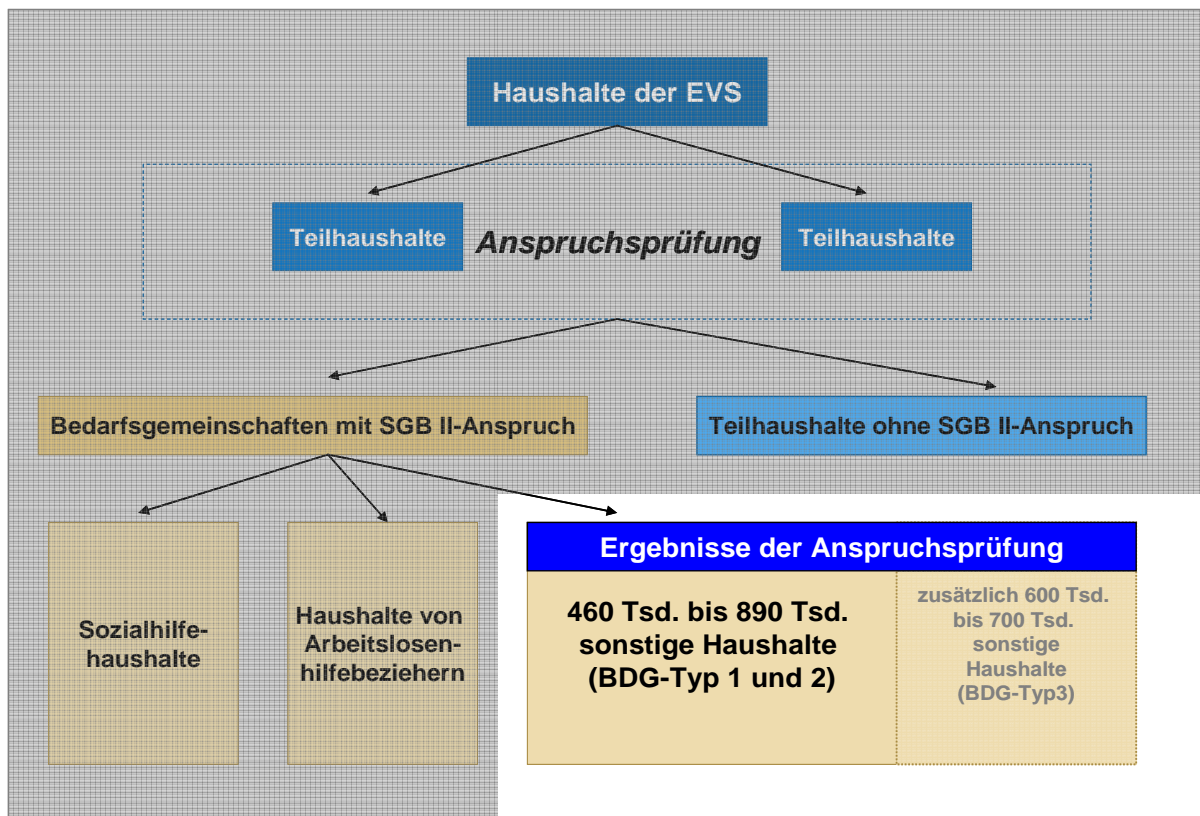 Haushalte der EVS
Teilhaushalte
Anspruchsprüfung
Teilhaushalte
Bedarfsgemeinschaften mit SGB II-Anspruch
Teilhaushalte ohne SGB II-Anspruch
Sozialhilfe-
haushalte
Haushalte von
Arbeitslosen-
hilfebeziehern
Ergebnisse der Anspruchsprüfung
460 Tsd. bis 890 Tsd.
sonstige Haushalte
(BDG-Typ 1 und 2)
zusätzlich 600 Tsd.
bis 700 Tsd.
sonstige
Haushalte
(BDG-Typ3)